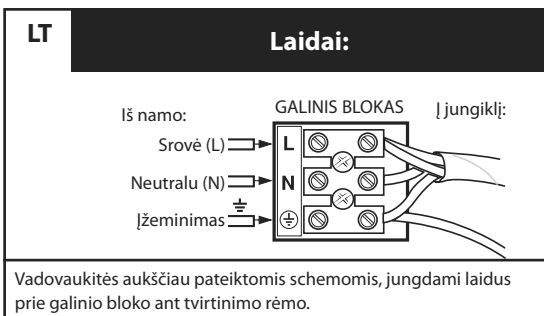 LT
Laidai:
Iš namo:
GALINIS BLOKAS
Į jungiklį:
Srovė (L)
L
Neutralu (N)
N
Įžeminimas
Vadovaukitės aukščiau pateiktomis schemomis, jungdami laidus
prie galinio bloko ant tvirtinimo rėmo.